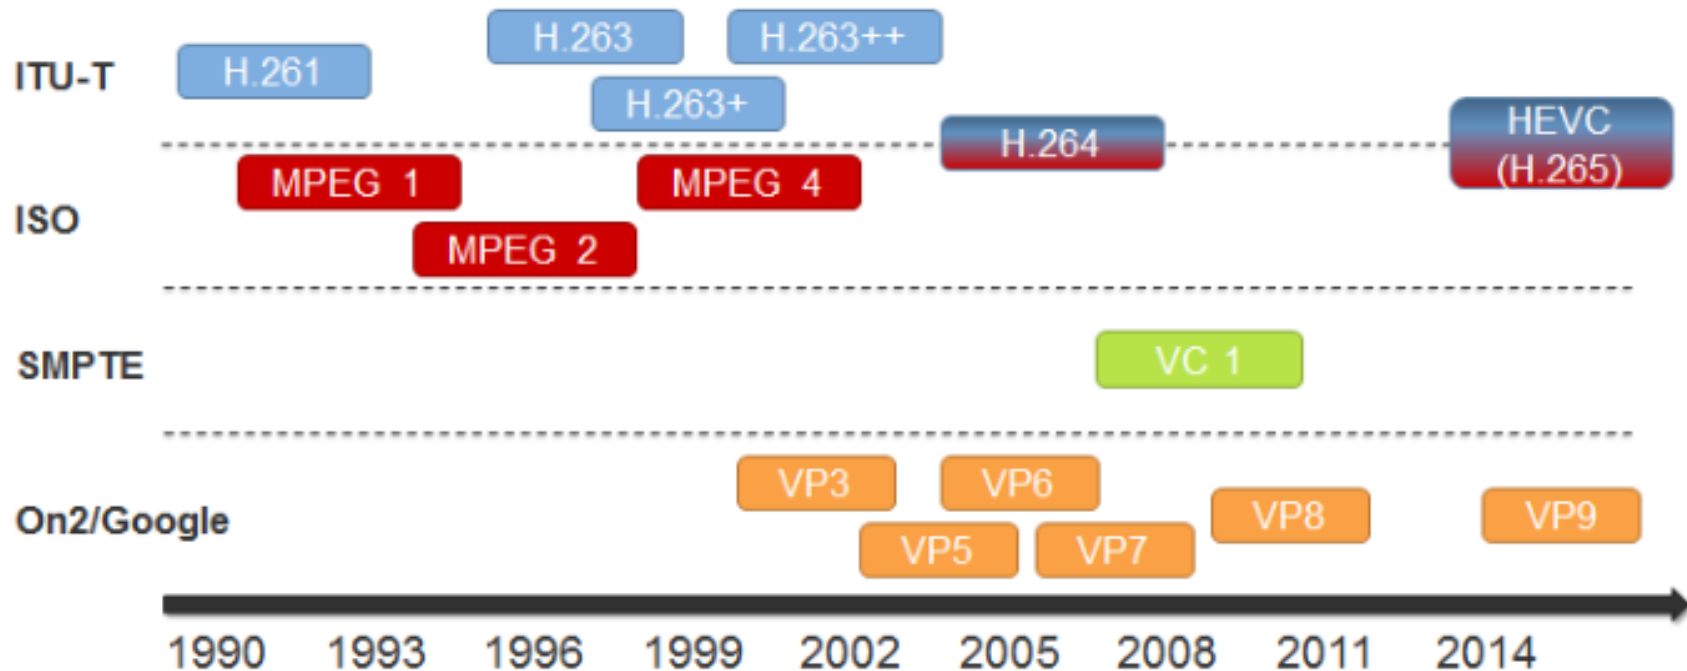 H.263
H.263++
ITU-T
H.261
H.263+
H.264
HEVC
(H.265)
MPEG 1
MPEG 4
ISO
MPEG 2
SMPTE
VC 1
VP3
VP6
On2/Google
VP8
VP9
VP5
VP7
1990 1993 1996 1999 2002 2005 2008 2011 2014